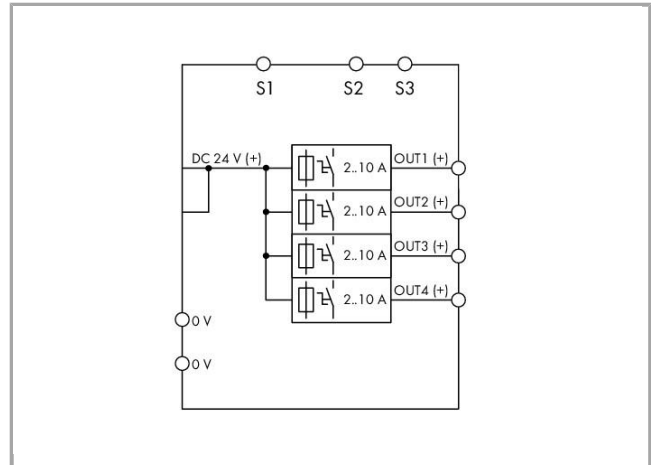 S1 S2 S3
DC 24 V (+) 2..10 A OUT1 (+)
2..10 A OUT2 (+)
2..10 A OUT3 (+)
2..10 A OUT4 (+)
0 V
0 V